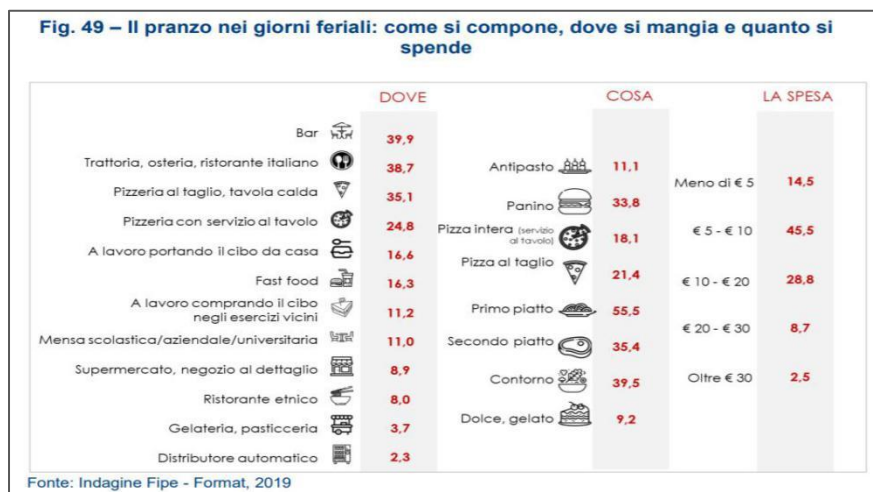 Fig. 49 – Il pranzo nei giorni feriali: come si compone, dove si mangia e quanto si
spende
DOVE
Bar 39,9
Trattoria, osteria, ristorante italiano 38,7
Pizzeria al taglio, tavola calda 35,1
Pizzeria con servizio al tavolo 24,8
A lavoro portando il cibo da casa 16,6
Fast food 16,3
A lavoro comprando il cibo
negli esercizi vicini 11,2
Mensa scolastica/aziendale/universitaria 11,0
Supermercato, negozio al dettaglio 8,9
Ristorante etnico 8,0
Gelateria, pasticceria 3,7
Distributore automatico 2,3
COSA
Antipasto 11,1
Panino 33,8
Pizza intera (servizio
al tavolo) 18,1
Pizza al taglio 21,4
Primo piatto 55,5
Secondo piatto 35,4
Contorno 39,5
Dolce, gelato 9,2
LA SPESA
Meno di € 5 14,5
€ 5 - € 10 45,5
€ 10 - € 20 28,8
€ 20 - € 30 8,7
Oltre € 30 2,5
Fonte: Indagine Fipe - Format, 2019